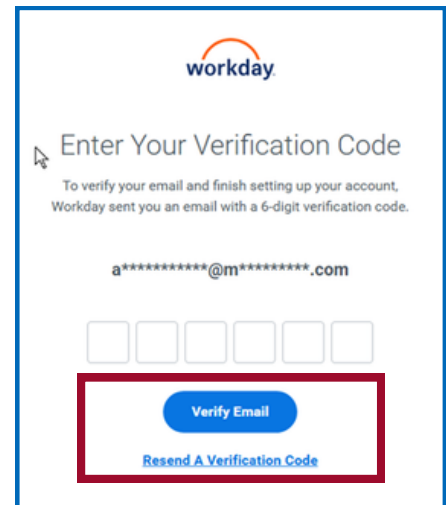 workday.
Enter Your Verification Code
To verify your email and finish setting up your account,
Workday sent you an email with a 6-digit verification code.
a***********@m*********.com
Verify Email
Resend A Verification Code